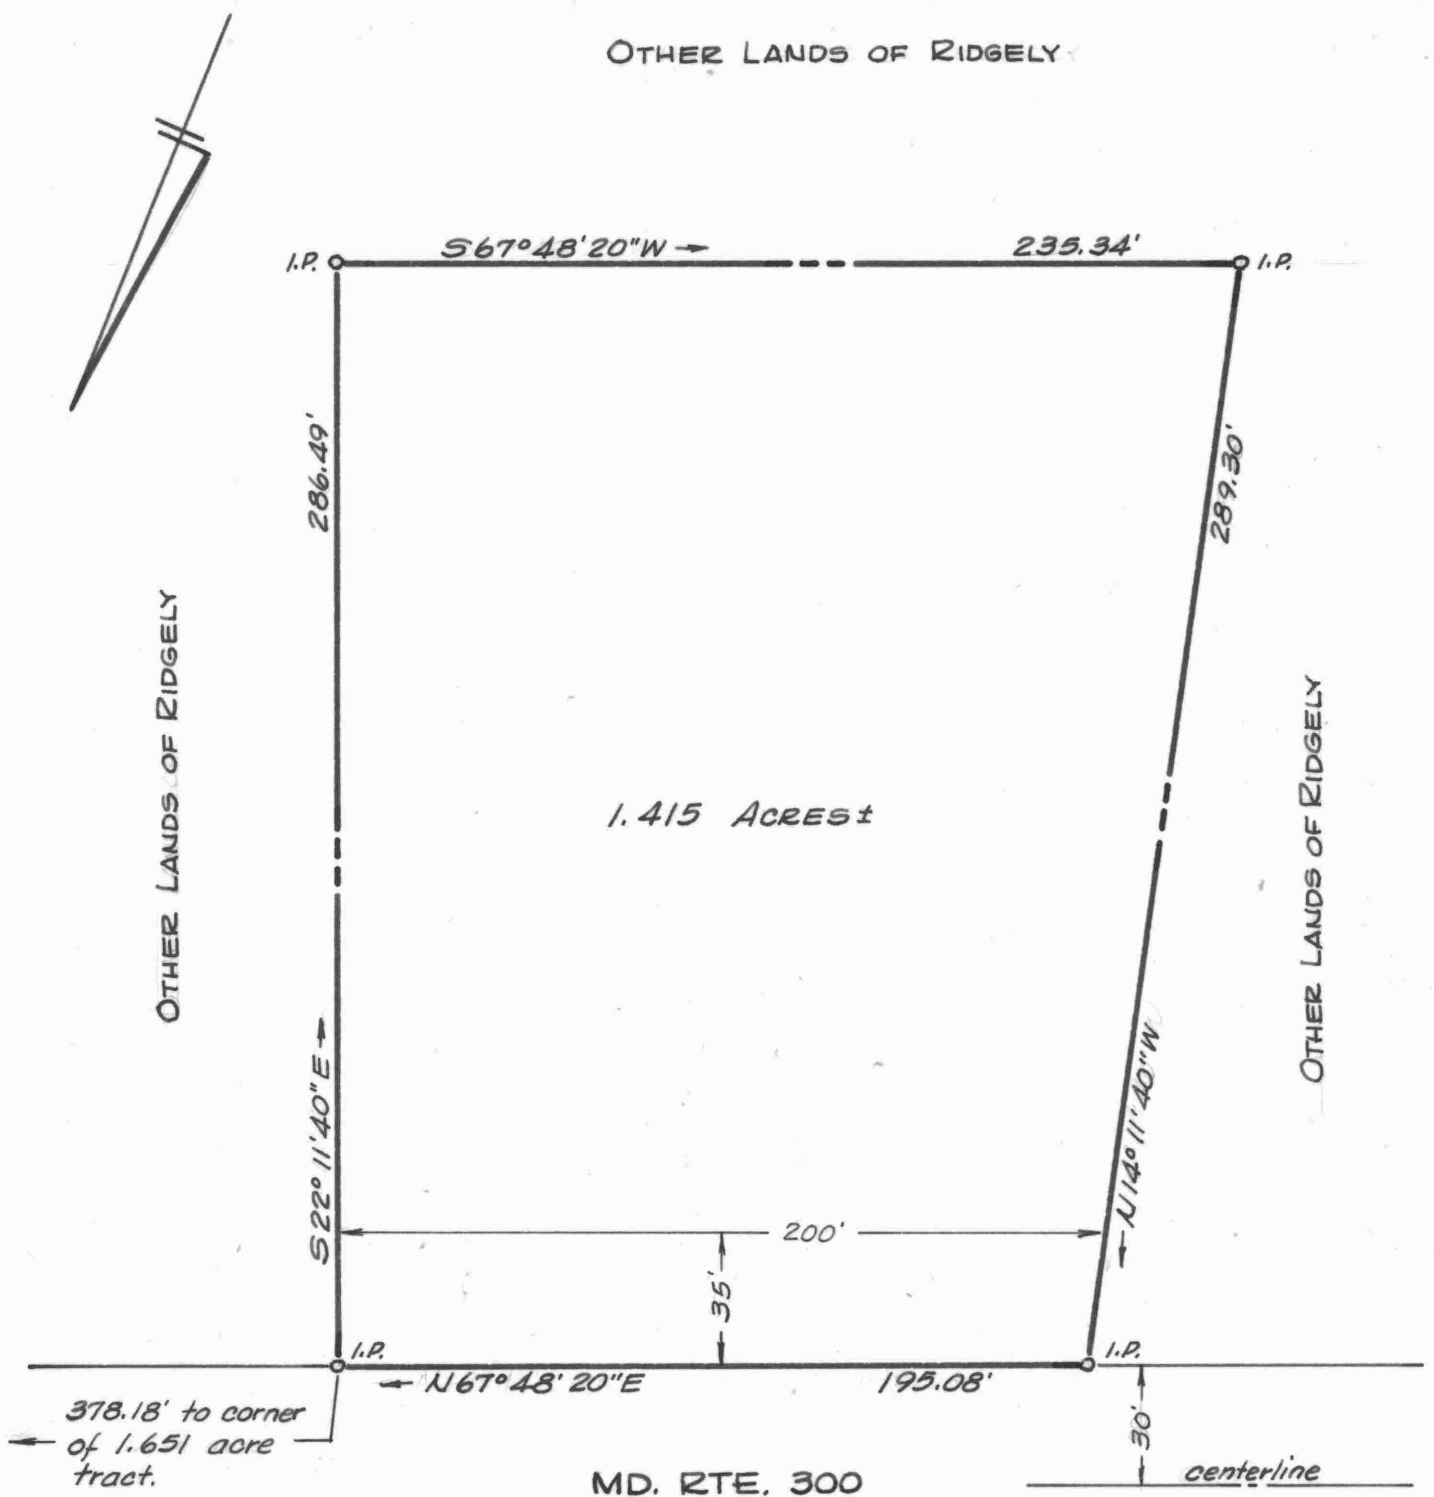 OTHER LANDS OF RIDGELY
I.P.
S67°48'20"W
235.34'
I.P.
286.49'
289.30'
OTHER LANDS OF RIDGELY
OTHER LANDS OF RIDGELY
1.415 ACRES±
S22°11'40"E
N14°11'40"W
200'
35'
I.P.
I.P.
N67°48'20"E
195.08'
378.18' to corner
of 1.651 acre
tract.
30'
centerline
MD. RTE. 300